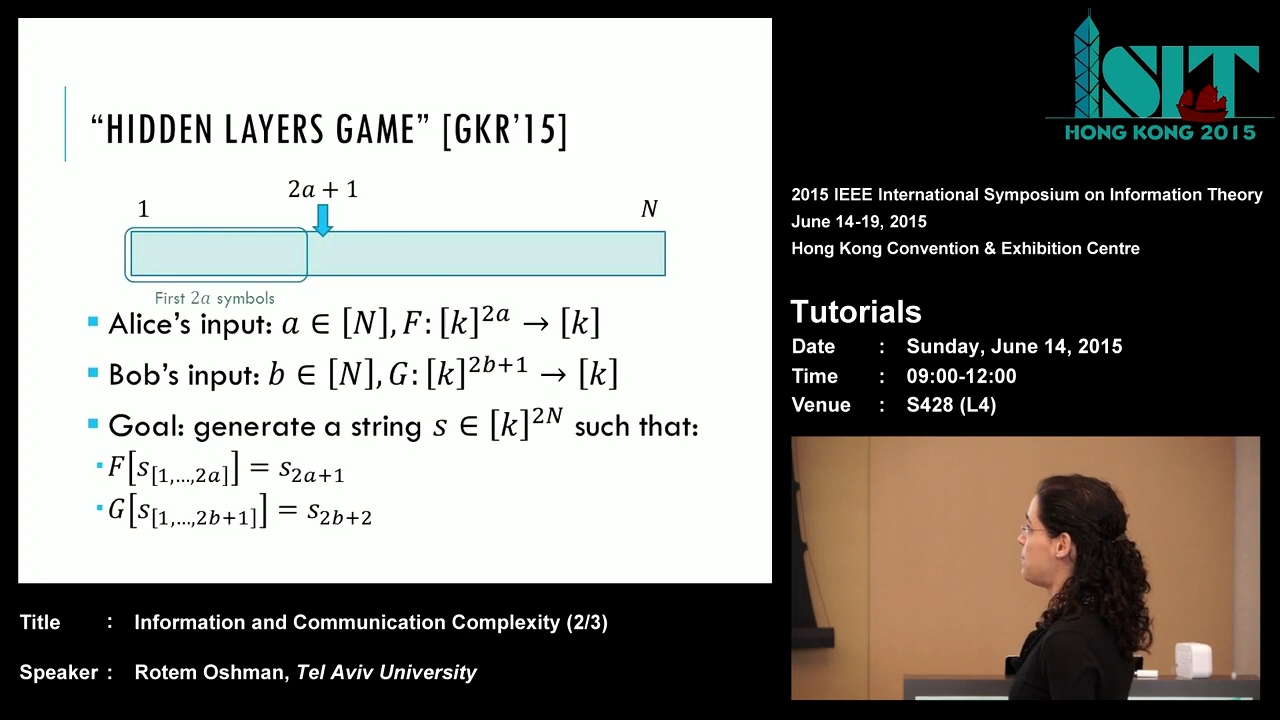 “HIDDEN LAYERS GAME” [GKR’15]
2a + 1
1
N
First 2a symbols
▪ Alice’s input: a ∈ [N], F: [k]^{2a} → [k]
▪ Bob’s input: b ∈ [N], G: [k]^{2b+1} → [k]
▪ Goal: generate a string s ∈ [k]^{2N} such that:
▪ F[s_{[1,…,2a]}] = s_{2a+1}
▪ G[s_{[1,…,2b+1]}] = s_{2b+2}
ISIT
HONG KONG 2015
2015 IEEE International Symposium on Information Theory
June 14-19, 2015
Hong Kong Convention & Exhibition Centre
Tutorials
Date : Sunday, June 14, 2015
Time : 09:00-12:00
Venue : S428 (L4)
Title : Information and Communication Complexity (2/3)
Speaker : Rotem Oshman, Tel Aviv University